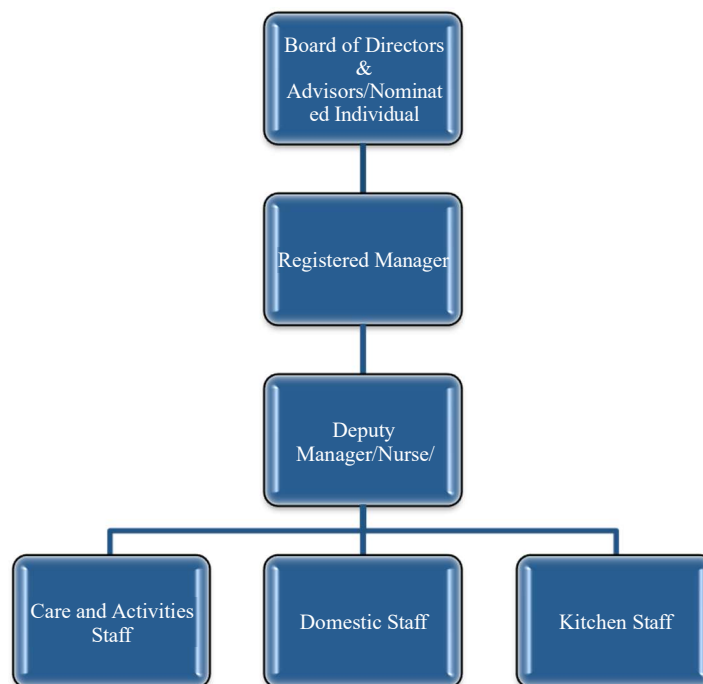 Board of Directors
&
Advisors/Nominat
ed Individual
Registered Manager
Deputy
Manager/Nurse/
Care and Activities
Staff
Domestic Staff
Kitchen Staff